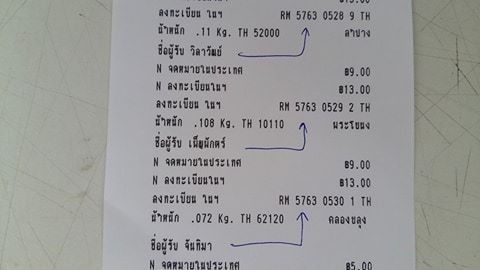 ฿13.00
ลงทะเบียน ในฯ RM 5763 0528 9 TH
น้ำหนัก .11 Kg. TH 52000 ลำปาง
ชื่อผู้รับ วิลาวัณย์
N จดหมายในประเทศ ฿9.00
N ลงทะเบียนในฯ ฿13.00
ลงทะเบียน ในฯ RM 5763 0529 2 TH
น้ำหนัก .108 Kg. TH 10110 พระโขนง
ชื่อผู้รับ
N จดหมายในประเทศ ฿9.00
N ลงทะเบียนในฯ ฿13.00
ลงทะเบียน ในฯ RM 5763 0530 1 TH
น้ำหนัก .072 Kg. TH 62120 คลองขลุง
ชื่อผู้รับ จันทิมา
N จดหมายในประเทศ ฿5.00